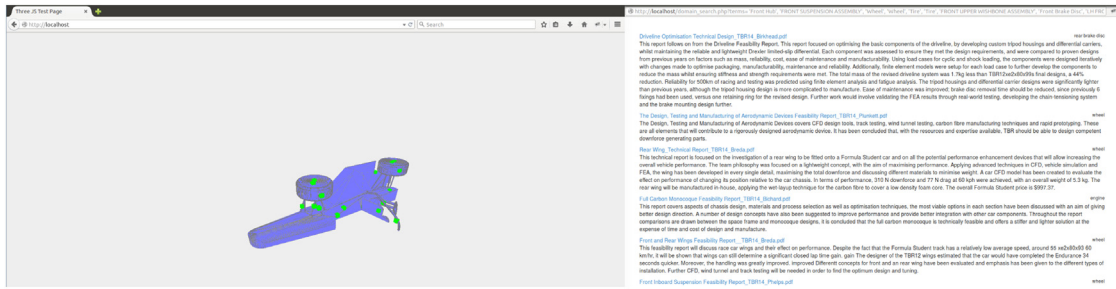 Three JS Test Page
http://localhost
Search
http://localhost/domain_search.php?terms='Front Hub', 'FRONT SUSPENSION ASSEMBLY', 'Wheel', 'Wheel', 'Tire', 'Tire', 'FRONT UPPER WISHBONE ASSEMBLY', 'Front Brake Disc', 'LH FRE
Driveline Optimisation Technical Design_TBR14_Birkhead.pdf
rear brake disc
This report follows on from the Driveline Feasibility Report. This report focused on optimising the basic components of the driveline, by developing custom tripod housings and differential carriers,
whilst maintaining the reliable and lightweight Drexler limited-slip differential. Each component was assessed to ensure they met the design requirements, and were compared to proven designs
from previous years on factors such as mass, reliability, cost, ease of manufacture and manufacturability. Using load cases for cyclic and shock loading, the components were designed iteratively
with changes made to optimise packaging, manufacturability, maintenance and reliability. Additionally, finite element models were setup for each load case to further develop the components to
reduce the mass whilst ensuring stiffness and strength requirements were met. The total mass of the revised driveline system was 1.7kg less than TBR12\xe2\x80\x99s final designs, a 44%
reduction. Reliability for 500km of racing and testing was predicted using finite element analysis and fatigue analysis. The tripod housings and differential carrier designs were significantly lighter
than previous years, although the tripod housing design is more complicated to manufacture. Ease of maintenance was improved; brake disc removal time should be reduced, since previously 6
fixings had been used, versus one retaining ring for the revised design. Further work would involve validating the FEA results through real-world testing, developing the chain tensioning system
and the brake mounting design further.
The Design, Testing and Manufacturing of Aerodynamic Devices Feasibility Report_TBR14_Plunkett.pdf
wheel
The Design, Testing and Manufacturing of Aerodynamic Devices covers CFD design tools, track testing, wind tunnel testing, carbon fibre manufacturing techniques and rapid prototyping. These
are all elements that will contribute to a rigorously designed aerodynamic device. It has been concluded that, with the resources and expertise available, TBR should be able to design competent
downforce generating parts.
Rear Wing_Technical Report_TBR14_Breda.pdf
wheel
This technical report is focused on the investigation of a rear wing to be fitted onto a Formula Student car and on all the potential performance enhancement devices that will allow increasing the
overall vehicle performance. The team philosophy was focused on a lightweight concept, with the aim of maximising performance. Applying advanced techniques in CFD, vehicle simulation and
FEA, the wing has been developed in every single detail, maximising the total downforce and discussing different materials to minimise weight. A car CFD model has been created to evaluate the
effect on performance of changing its position relative to the car chassis. In terms of performance, 310 N downforce and 77 N drag at 60 kph were achieved, with an overall weight of 5.3 kg. The
rear wing will be manufactured in-house, applying the wet-layup technique for the carbon fibre to cover a low density foam core. The overall Formula Student price is $997.37.
Full Carbon Monocoque Feasibility Report_TBR14_Bichard.pdf
engine
This report covers aspects of chassis design, materials and process selection as well as optimisation techniques, the most viable options in each section have been discussed with an aim of giving
better design direction. A number of design concepts have also been suggested to improve performance and provide better integration with other car components. Throughout the report
comparisons are drawn between the space frame and monocoque designs. It is concluded that the full carbon monocoque is technically feasible and offers a stiffer and lighter solution at the
expense of time and cost of design and manufacture.
Front and Rear Wings Feasibility Report__TBR14_Breda.pdf
wheel
This feasibility report will discuss race car wings and their effect on performance. Despite the fact that the Formula Student track has a relatively low average speed, around 55 \xe2\x80\x93 60
km/hr, it will be shown that wings can still determine a significant closed lap time gain. gain The designer of the TBR12 wings estimated that the car would have completed the Endurance 34
seconds quicker. Moreover, the handling was greatly improved. improved Different concepts for front and an rear wing have been evaluated and emphasis has been given to the different types of
installation. Further CFD, wind tunnel and track testing will be needed in order to find the optimum design and tuning.
Front Inboard Suspension Feasibility Report_TBR14_Phelps.pdf
wheel